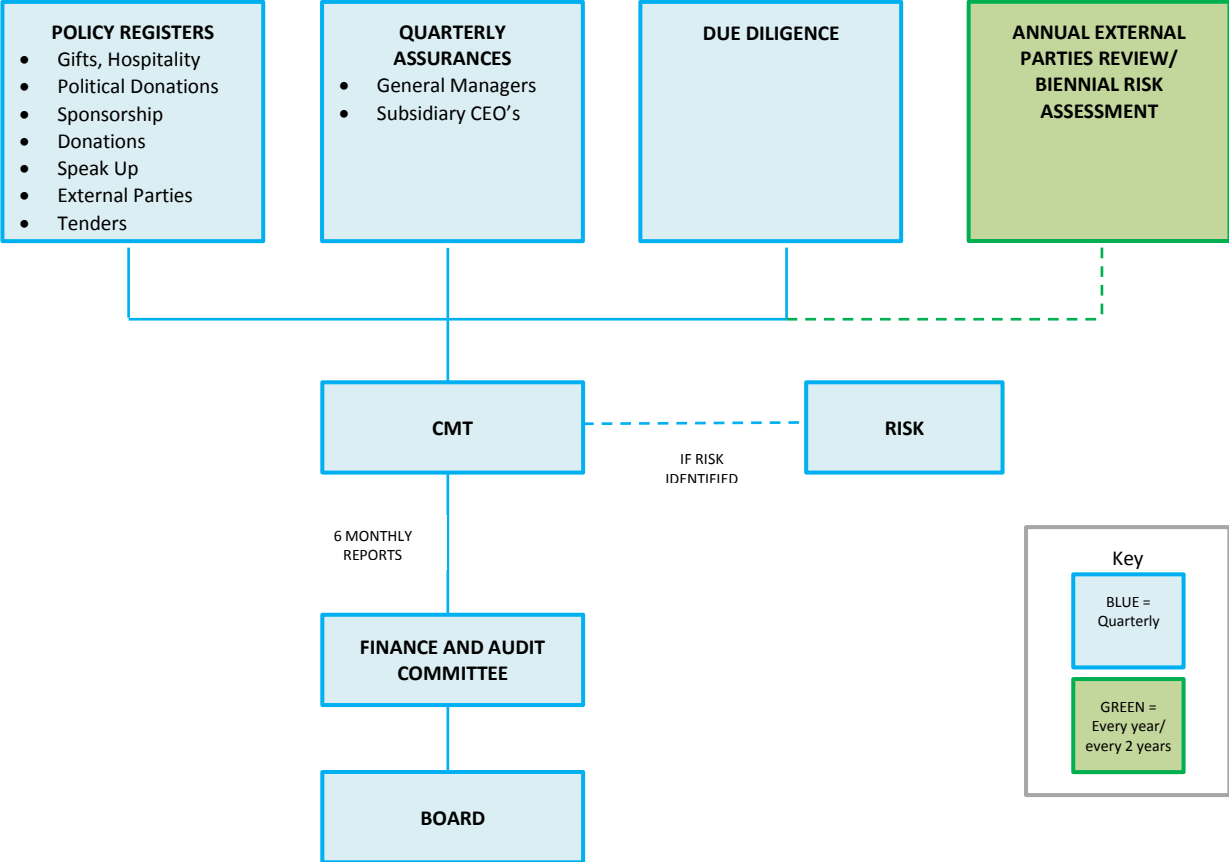 POLICY REGISTERS
• Gifts, Hospitality
• Political Donations
• Sponsorship
• Donations
• Speak Up
• External Parties
• Tenders
QUARTERLY
ASSURANCES
• General Managers
• Subsidiary CEO's
DUE DILIGENCE
ANNUAL EXTERNAL
PARTIES REVIEW/
BIENNIAL RISK
ASSESSMENT
CMT
IF RISK
IDENTIFIED
RISK
6 MONTHLY
REPORTS
FINANCE AND AUDIT
COMMITTEE
BOARD
Key
BLUE =
Quarterly
GREEN =
Every year/
every 2 years